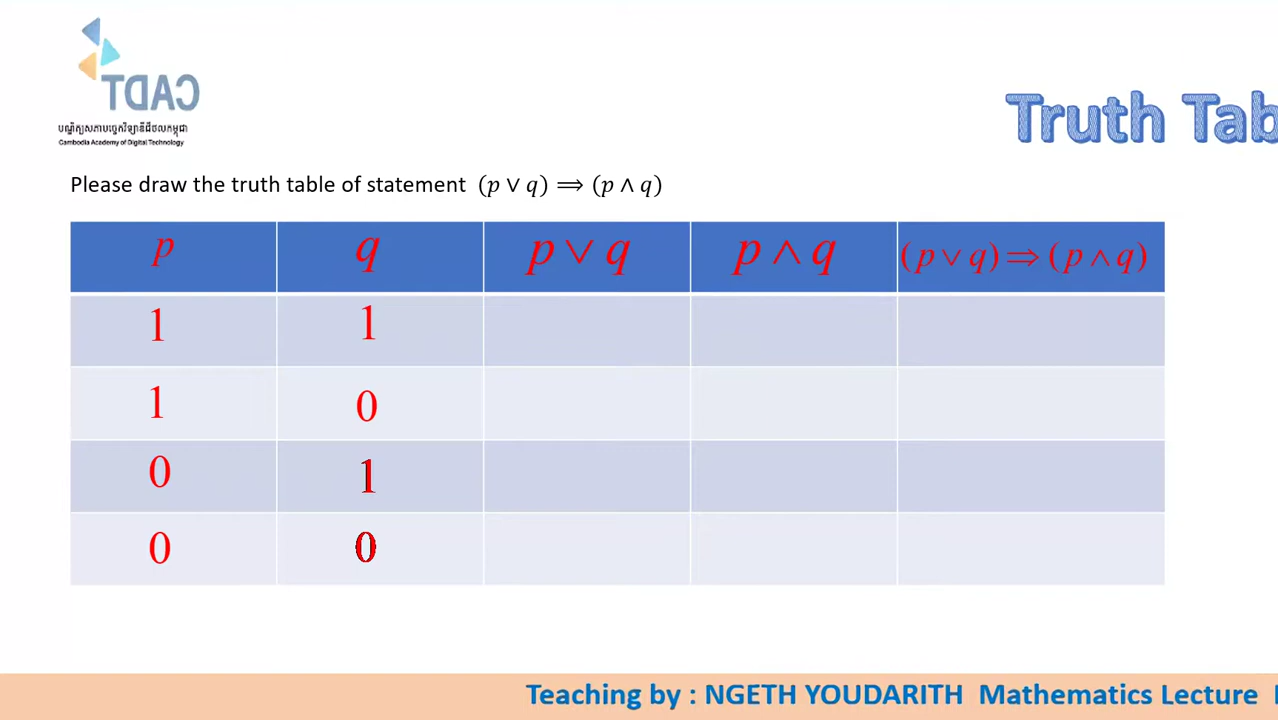 CADT
បណ្ឌិត្យសភាបច្ចេកវិទ្យាឌីជីថលកម្ពុជា
Cambodia Academy of Digital Technology
Truth Tab
Please draw the truth table of statement (p ∨ q) ⟹ (p ∧ q)
p q p ∨ q p ∧ q (p ∨ q) ⇒ (p ∧ q)
1 1
1 0
0 1
0 0
Teaching by : NGETH YOUDARITH Mathematics Lecture